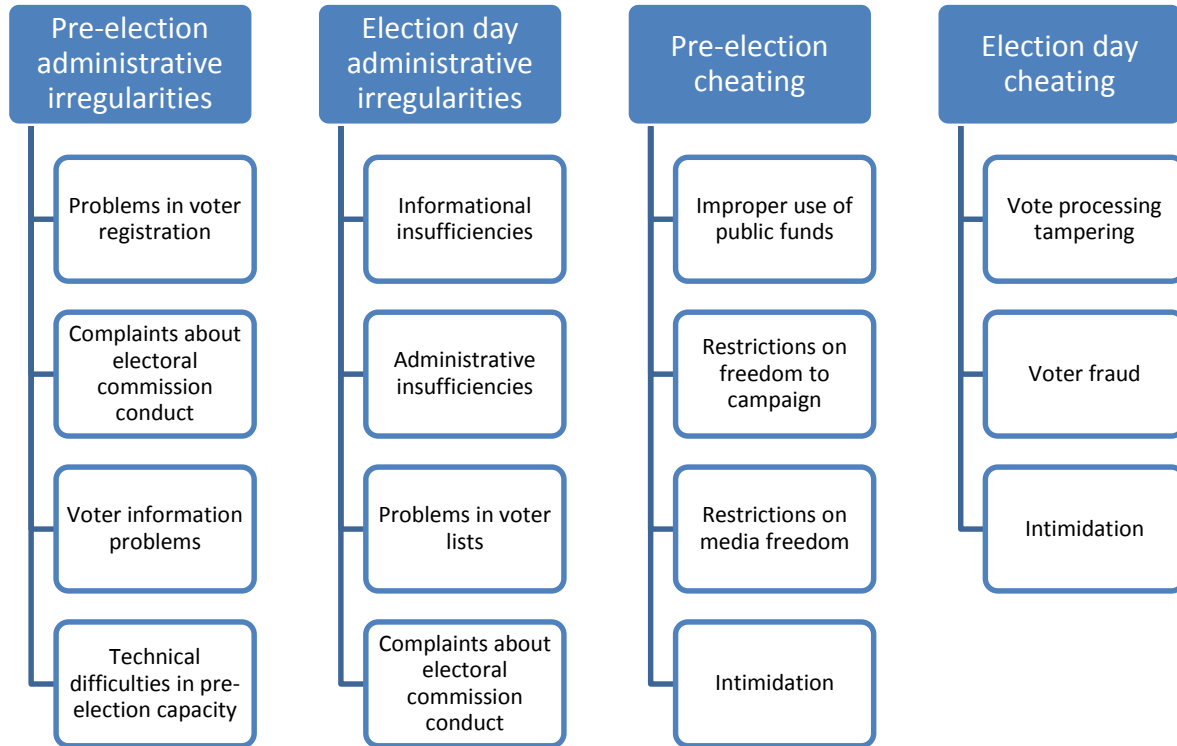 Pre-election
administrative
irregularities
Problems in voter
registration
Complaints about
electoral
commission
conduct
Voter information
problems
Technical
difficulties in pre-
election capacity
Election day
administrative
irregularities
Informational
insufficiencies
Administrative
insufficiencies
Problems in voter
lists
Complaints about
electoral
commission
conduct
Pre-election
cheating
Improper use of
public funds
Restrictions on
freedom to
campaign
Restrictions on
media freedom
Intimidation
Election day
cheating
Vote processing
tampering
Voter fraud
Intimidation